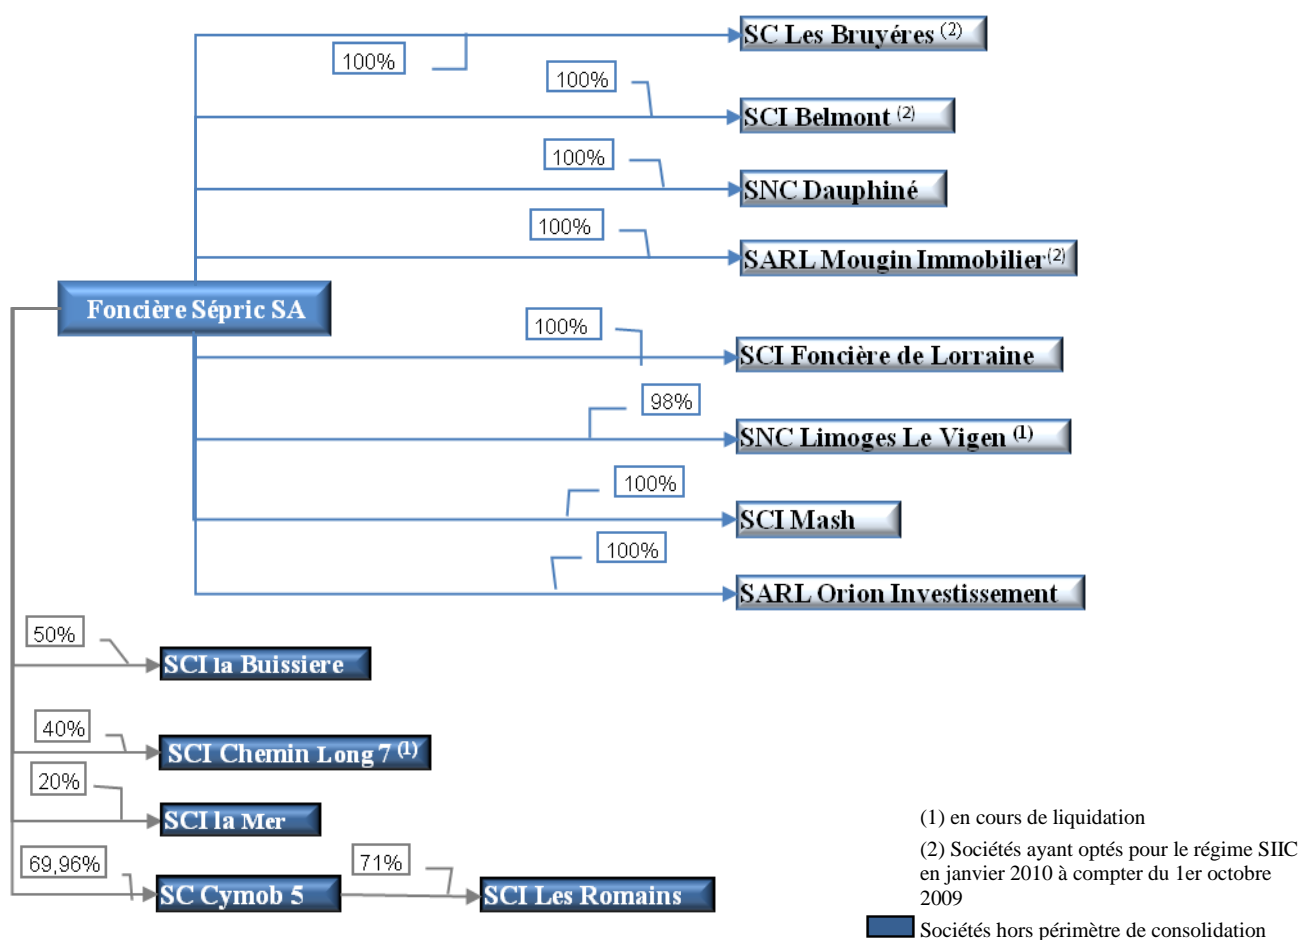 SC Les Bruyéres (2)
100%
100%
SCI Belmont (2)
100%
SNC Dauphiné
100%
SARL Mougin Immobilier(2)
Foncière Sépric SA
100%
SCI Foncière de Lorraine
98%
SNC Limoges Le Vigen (1)
100%
SCI Mash
100%
SARL Orion Investissement
50%
SCI la Buissiere
40%
SCI Chemin Long 7 (1)
20%
SCI la Mer
69,96%
SC Cymob 5
71%
SCI Les Romains
(1) en cours de liquidation
(2) Sociétés ayant optés pour le régime SIIC
en janvier 2010 à compter du 1er octobre
2009
Sociétés hors périmètre de consolidation